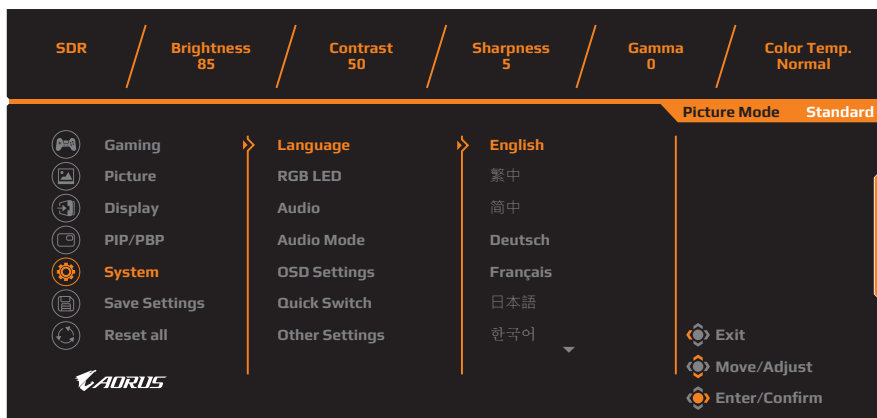 SDR
Brightness
85
Contrast
50
Sharpness
5
Gamma
0
Color Temp.
Normal
Picture Mode Standard
Gaming
Picture
Display
PIP/PBP
System
Save Settings
Reset all
Language
RGB LED
Audio
Audio Mode
OSD Settings
Quick Switch
Other Settings
English
繁中
简中
Deutsch
Français
日本語
한국어
Exit
Move/Adjust
Enter/Confirm
AORUS